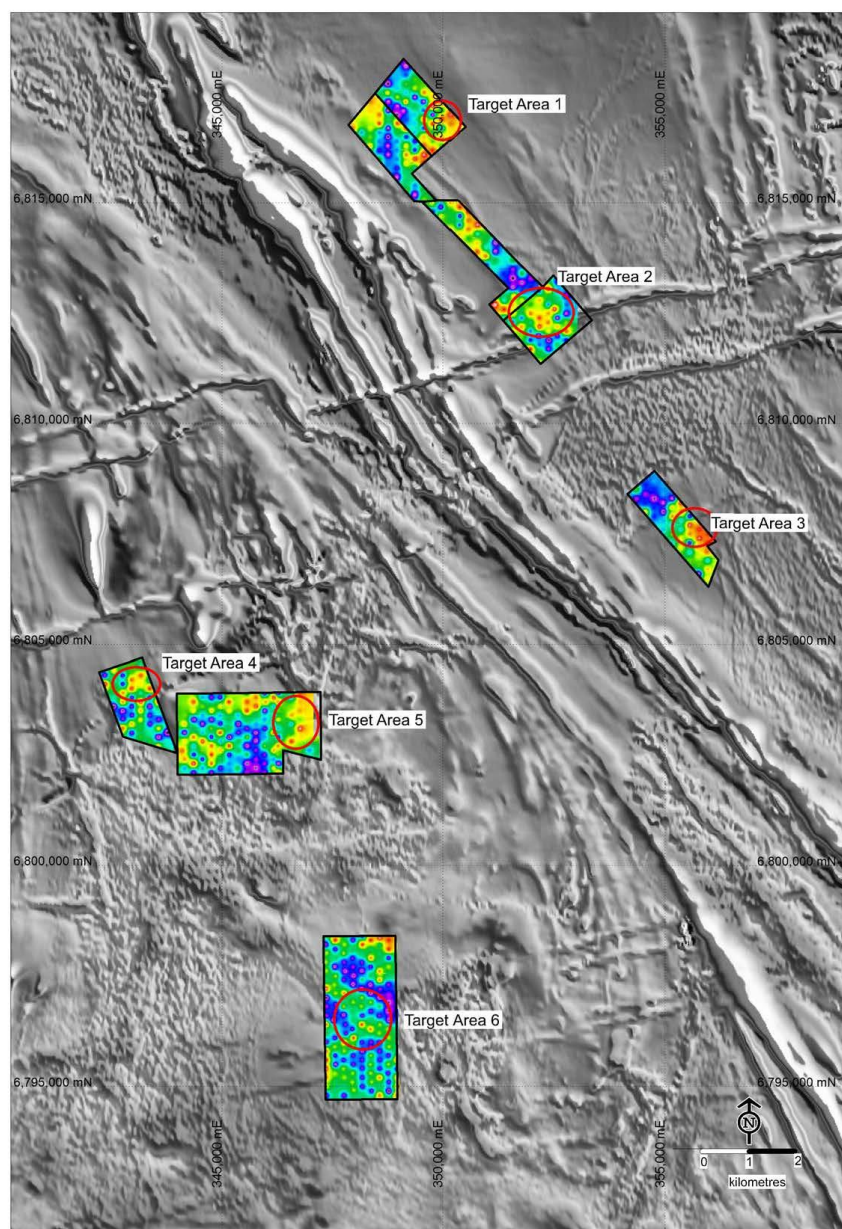 345,000 mE
350,000 mE
355,000 mE
Target Area 1
6,815,000 mN
6,815,000 mN
Target Area 2
6,810,000 mN
6,810,000 mN
Target Area 3
6,805,000 mN
6,805,000 mN
Target Area 4
Target Area 5
6,800,000 mN
6,800,000 mN
Target Area 6
6,795,000 mN
6,795,000 mN
345,000 mE
350,000 mE
355,000 mE
N
0 1 2
kilometres